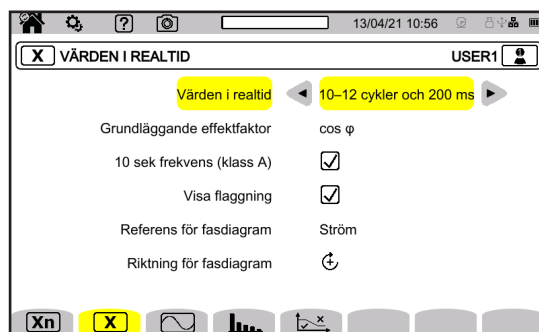 ?
13/04/21 10:56
X VÄRDEN I REALTID USER1
Värden i realtid 10–12 cykler och 200 ms
Grundläggande effektfaktor cos φ
10 sek frekvens (klass A)
Visa flaggning
Referens för fasdiagram Ström
Riktning för fasdiagram
Xn X